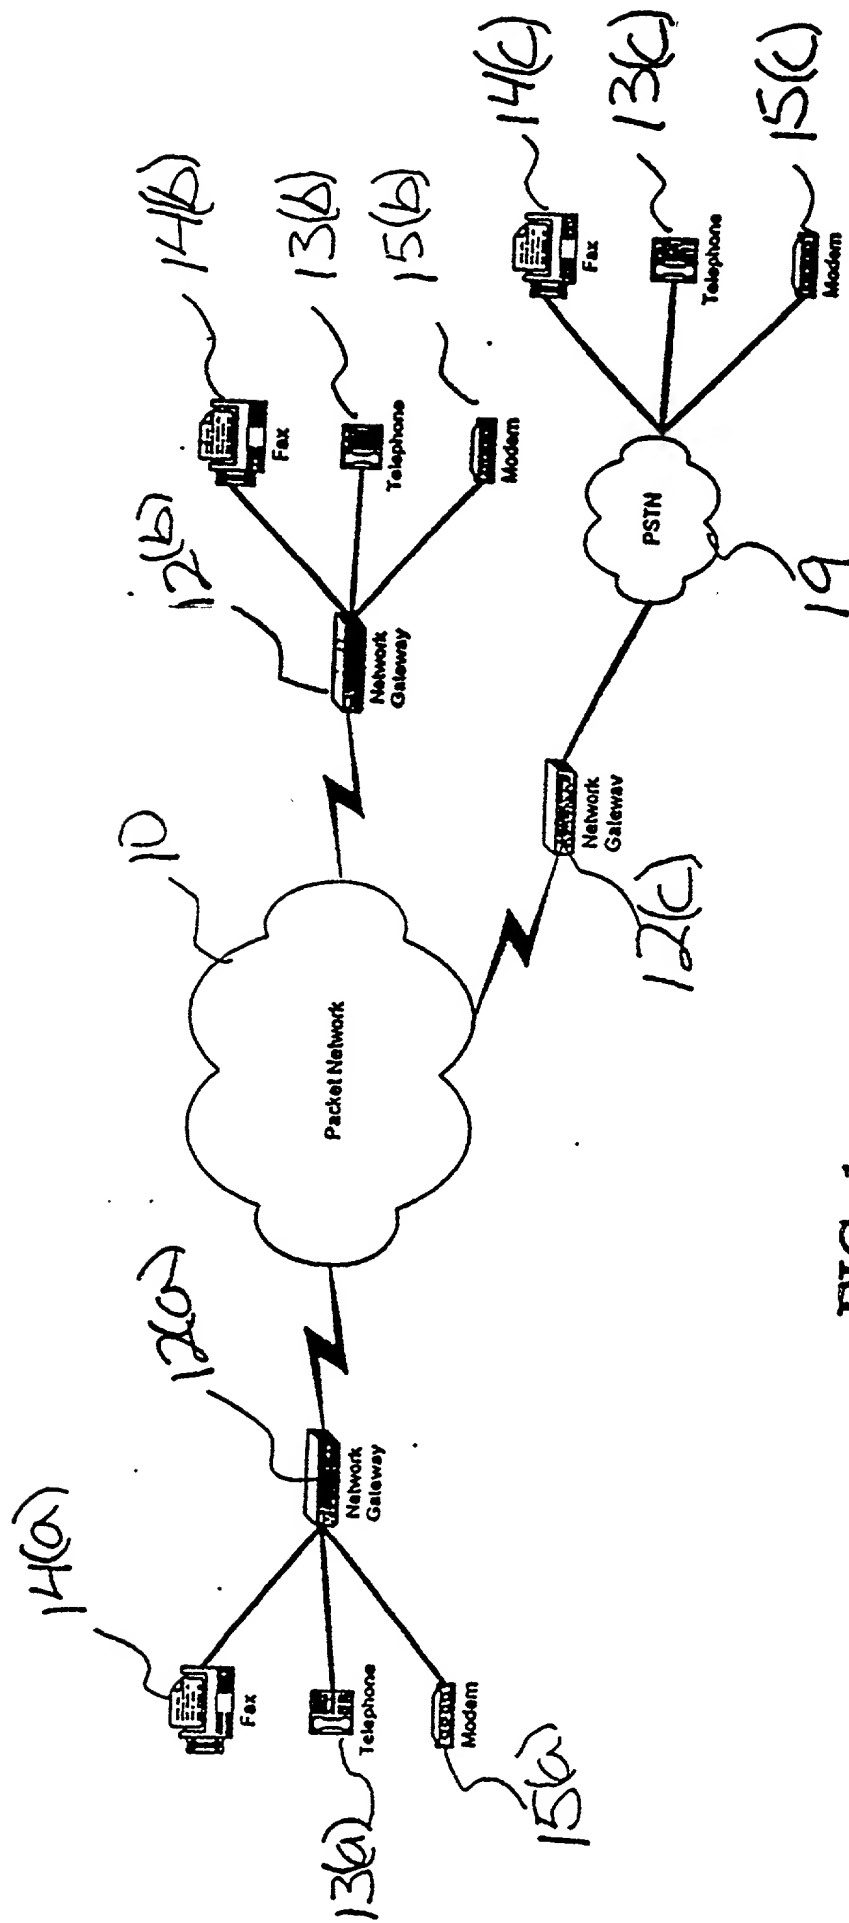 14(a)
Fax
13(a)
Telephone
15(a)
Modem
12(a)
Network
Gateway
10
Packet Network
12(b)
Network
Gateway
14(b)
Fax
13(b)
Telephone
15(b)
Modem
12(c)
Network
Gateway
19
PSTN
14(c)
Fax
13(c)
Telephone
15(c)
Modem